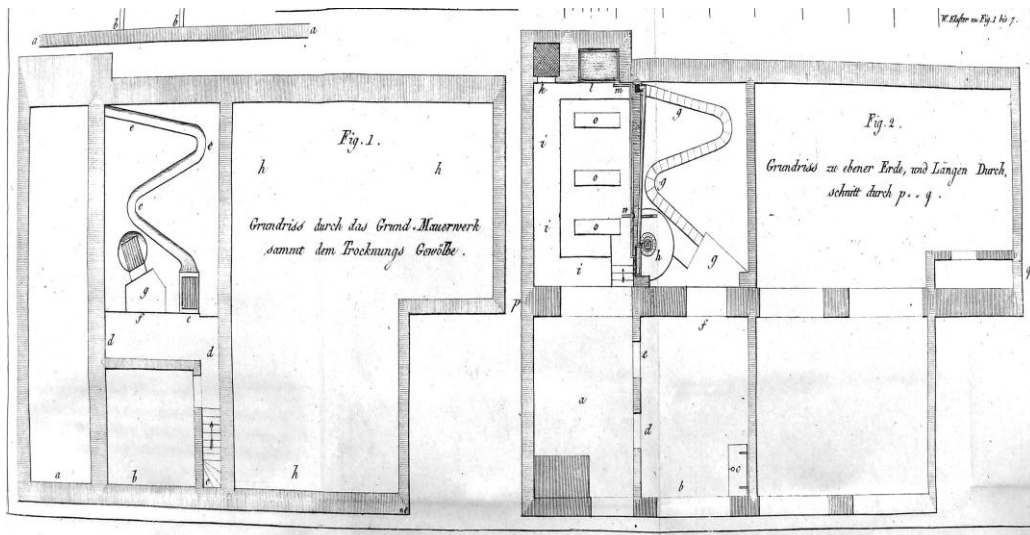 b b
a a
W. Klafter zu Fig. 1 bis 7.
Fig. 1.
e e
e
h h
Grundriss durch das Grund-Mauerwerk
sammt dem Trocknungs Gewölbe.
g
f e
d d
a b e h
k l m
g
o
i
o
g
n
i o
i
h
g
Fig. 2.
Grundriss zu ebener Erde, und Längen Durch-
schnitt durch p..q.
p q
f
e
a
d
c
b